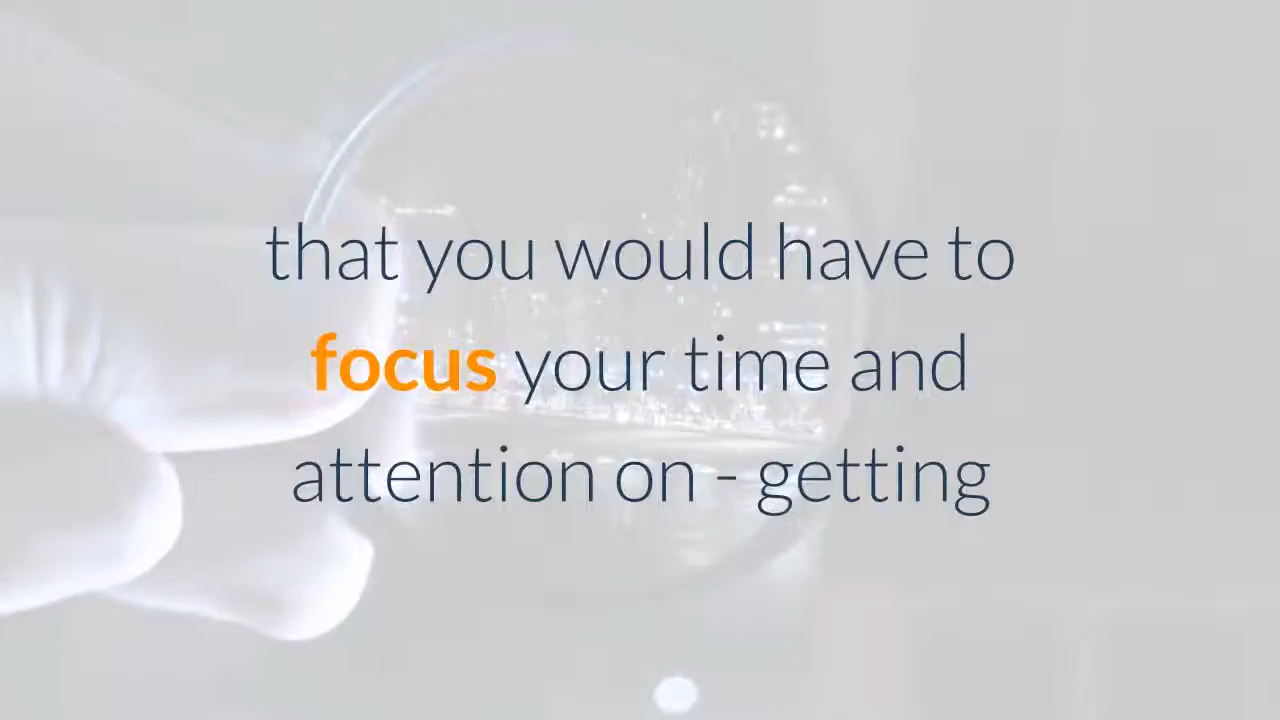 that you would have to
focus your time and
attention on - getting